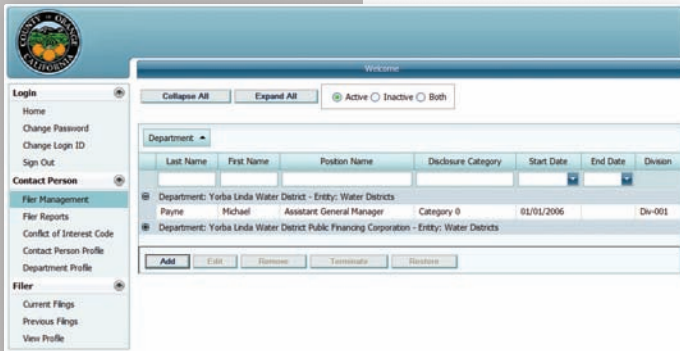 COUNTY OF ORANGE
CALIFORNIA
Welcome
Login
Home
Change Password
Change Login ID
Sign Out
Contact Person
Filer Management
Filer Reports
Conflict of Interest Code
Contact Person Profile
Department Profile
Filer
Current Filings
Previous Filings
View Profile
Collapse All Expand All Active Inactive Both
Department
Last Name First Name Position Name Disclosure Category Start Date End Date Division
Department: Yorba Linda Water District - Entity: Water Districts
Payne Michael Assistant General Manager Category 0 01/01/2006 Div-001
Department: Yorba Linda Water District Public Financing Corporation - Entity: Water Districts
Add Edit Remove Terminate Restore